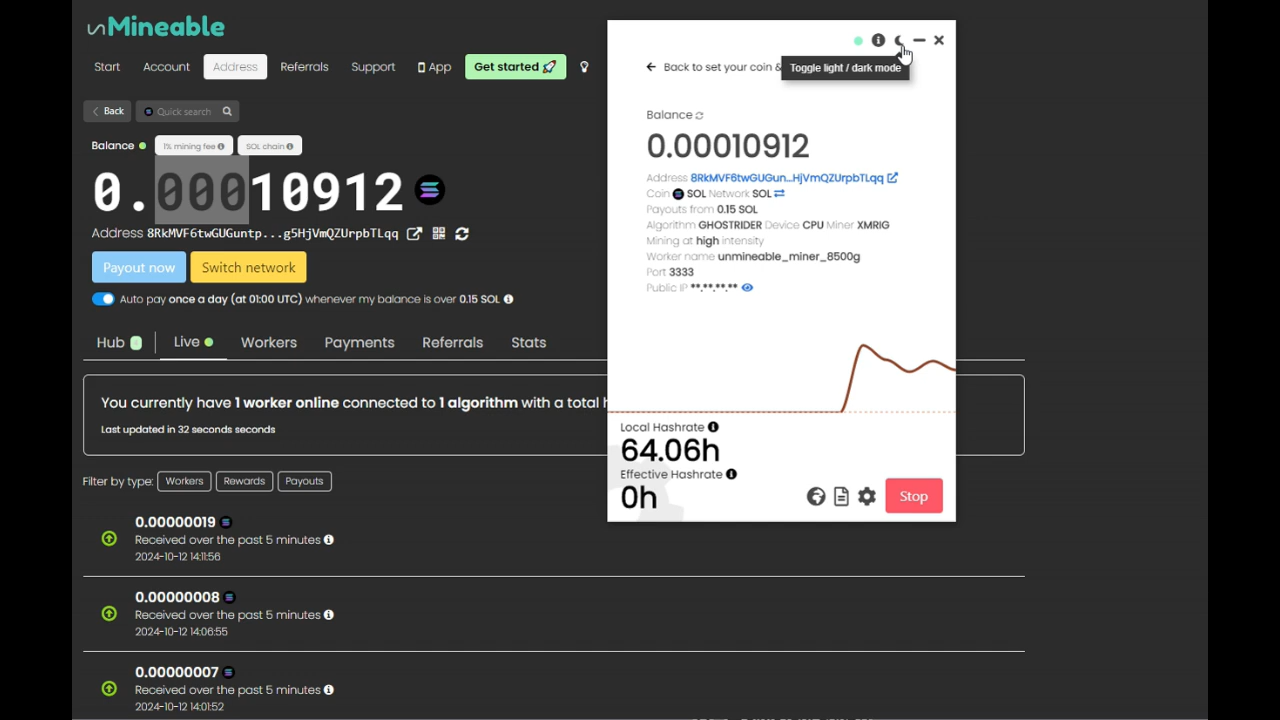 unMineable
Start Account Address Referrals Support App Get started
Back Quick search
Balance 1% mining fee SOL chain
0.00010912
Address 8RkMVF6twGUGuntp...g5HjVmQZUrpbTLqq
Payout now Switch network
Auto pay once a day (at 01:00 UTC) whenever my balance is over 0.15 SOL
Hub Live Workers Payments Referrals Stats
You currently have 1 worker online connected to 1 algorithm with a total h
Last updated in 32 seconds seconds
Filter by type: Workers Rewards Payouts
0.00000019
Received over the past 5 minutes
2024-10-12 14:11:56
0.00000008
Received over the past 5 minutes
2024-10-12 14:06:55
0.00000007
Received over the past 5 minutes
2024-10-12 14:01:52
Back to set your coin &
Toggle light / dark mode
Balance
0.00010912
Address 8RkMVF6twGUGun...HjVmQZUrpbTLqq
Coin SOL Network SOL
Payouts from 0.15 SOL
Algorithm GHOSTRIDER Device CPU Miner XMRIG
Mining at high intensity
Worker name unmineable_miner_8500g
Port 3333
Public IP **.**.**.**
Local Hashrate
64.06h
Effective Hashrate
0h
Stop